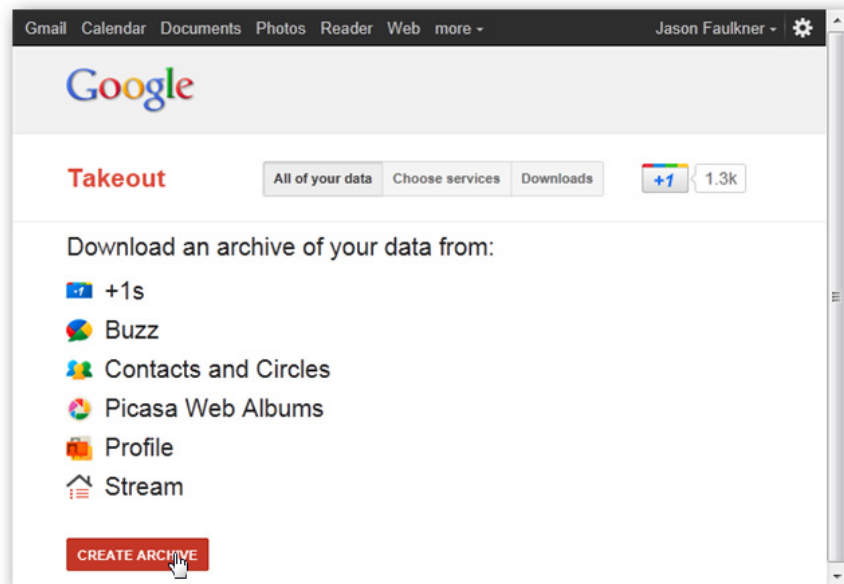 Gmail Calendar Documents Photos Reader Web more Jason Faulkner
Google
Takeout All of your data Choose services Downloads +1 1.3k
Download an archive of your data from:
+1 +1s
Buzz
Contacts and Circles
Picasa Web Albums
Profile
Stream
CREATE ARCHIVE